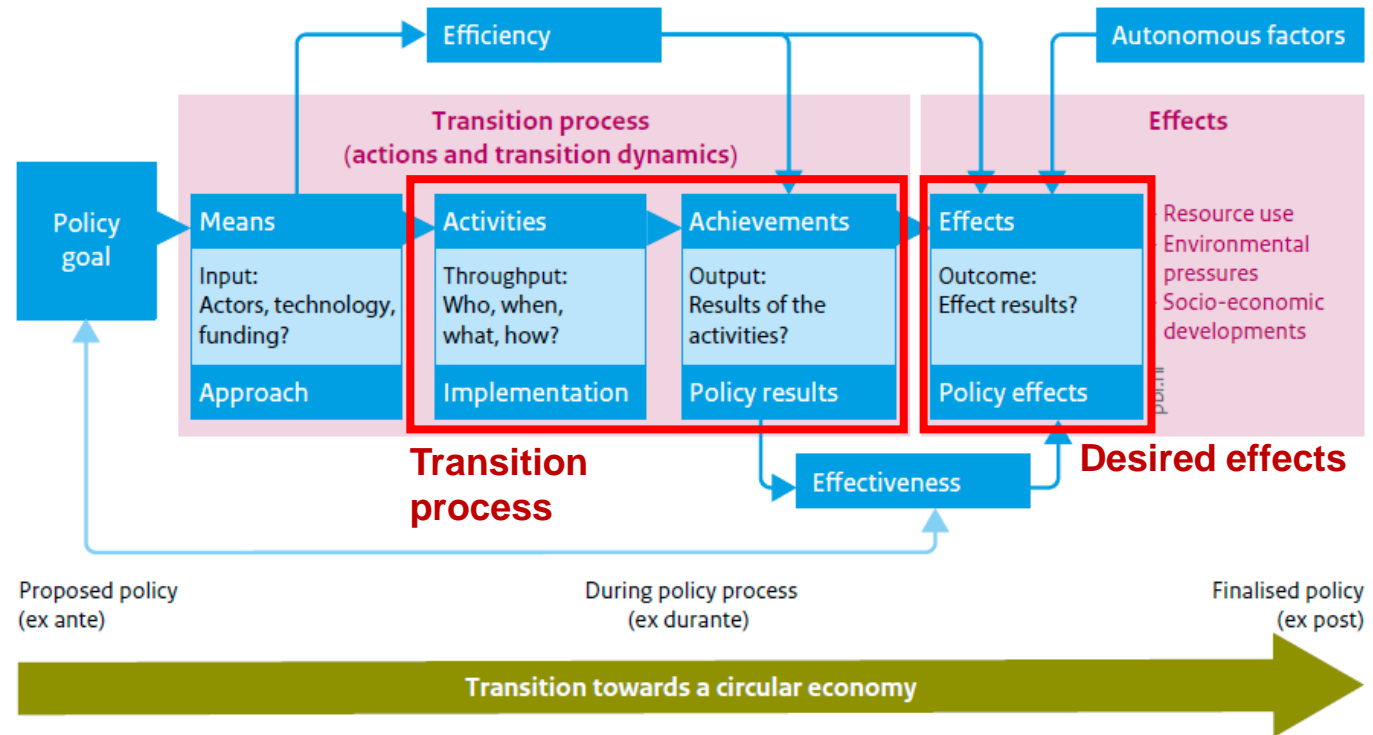 Efficiency
Autonomous factors
Transition process
(actions and transition dynamics)
Effects
Policy
goal
Means
Input:
Actors, technology,
funding?
Approach
Activities
Throughput:
Who, when,
what, how?
Implementation
Achievements
Output:
Results of the
activities?
Policy results
Effects
Outcome:
Effect results?
Policy effects
Resource use
Environmental
pressures
Socio-economic
developments
pbl.nl
Transition
process
Desired effects
Effectiveness
Proposed policy
(ex ante)
During policy process
(ex durante)
Finalised policy
(ex post)
Transition towards a circular economy